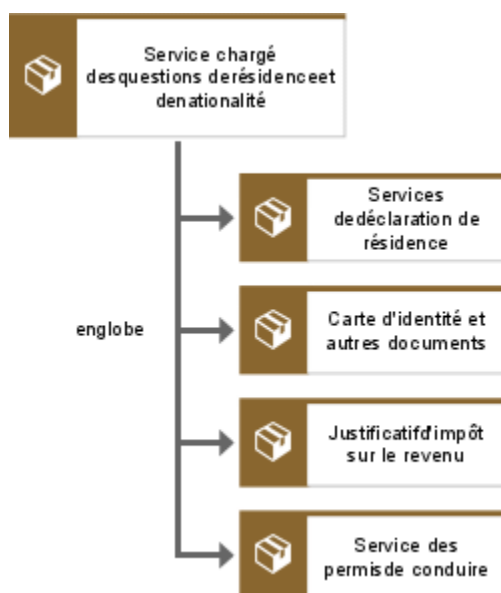 Service chargé
desquestions derésidenceet
denationalité
Services
dedéclaration de
résidence
englobe
Carte d'identité et
autres documents
Justificatifd'impôt
sur le revenu
Service des
permisde conduire